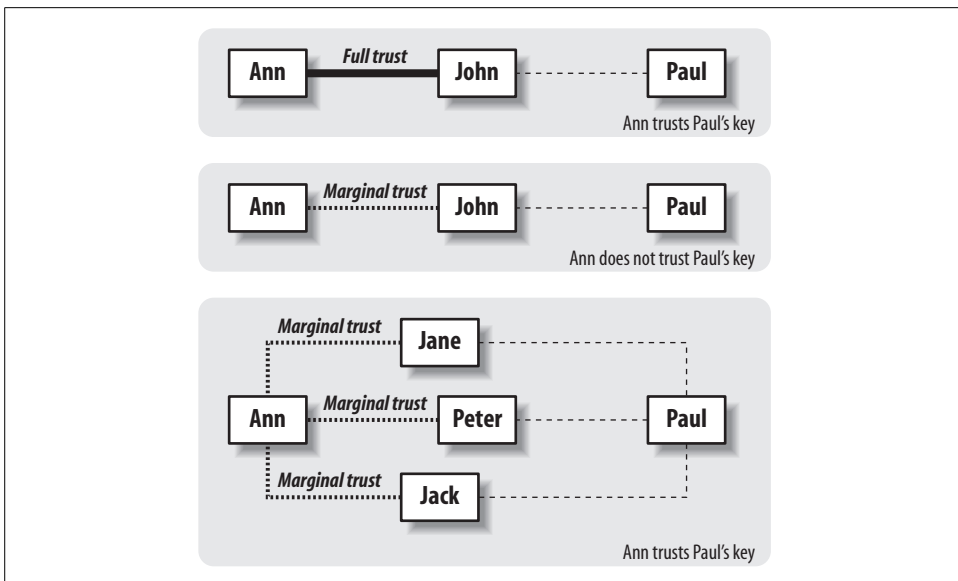 Full trust
Ann John Paul
Ann trusts Paul's key
Marginal trust
Ann John Paul
Ann does not trust Paul's key
Marginal trust
Jane
Marginal trust
Ann Peter Paul
Marginal trust
Jack
Ann trusts Paul's key